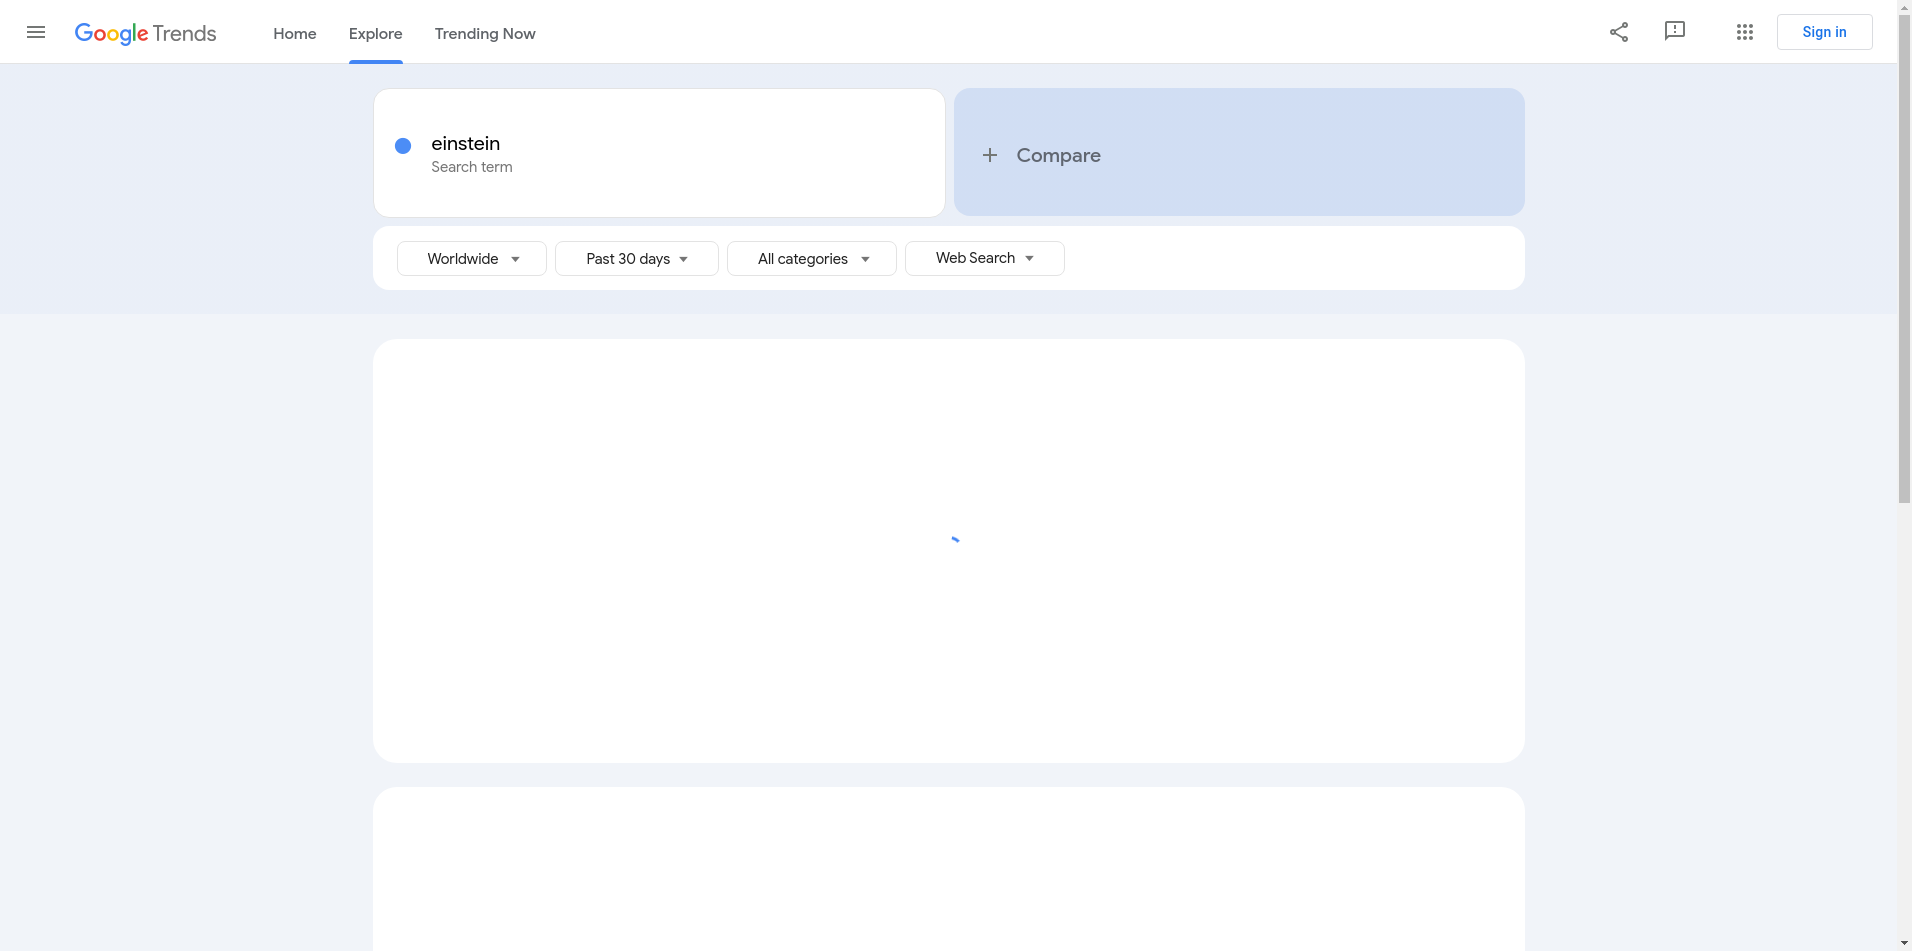 Google Trends
Home Explore Trending Now
Sign in
einstein
Search term
+ Compare
Worldwide
Past 30 days
All categories
Web Search